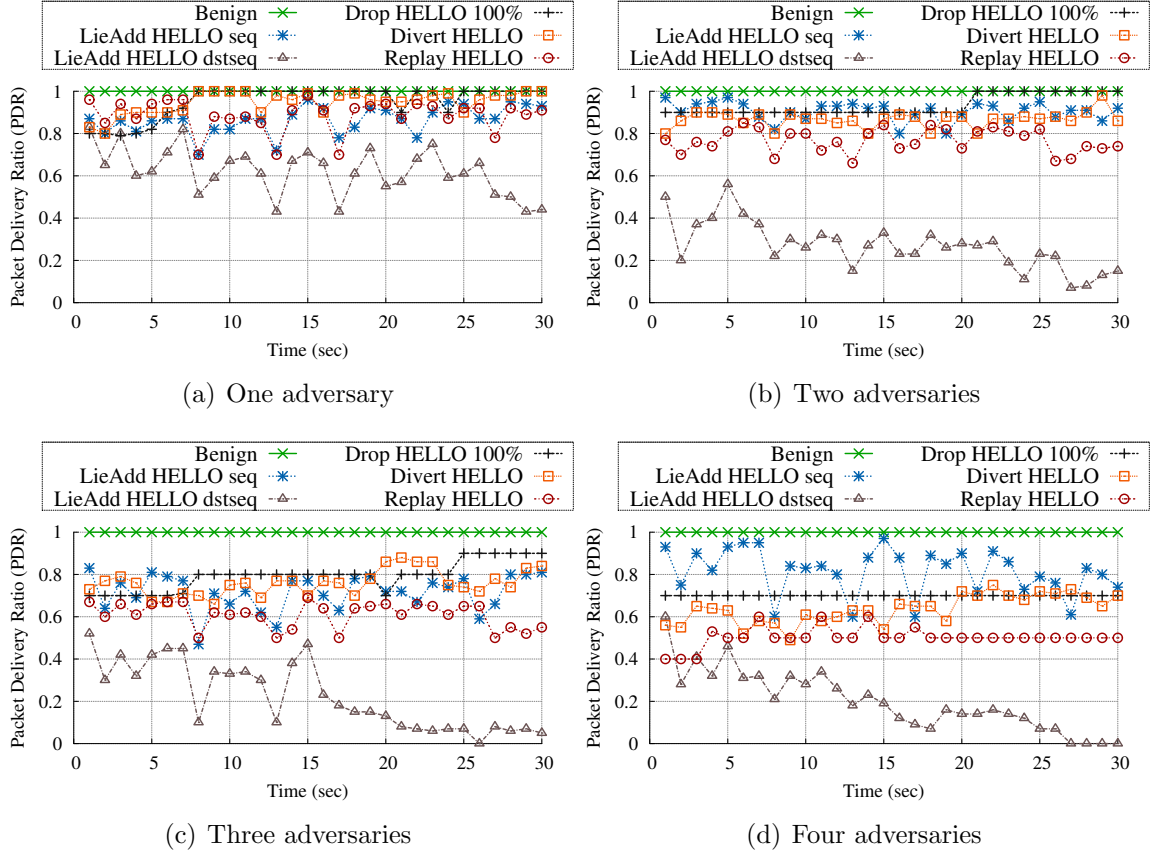 Benign Drop HELLO 100%
LieAdd HELLO seq Divert HELLO
LieAdd HELLO dstseq Replay HELLO
Packet Delivery Ratio (PDR)
1
0.8
0.6
0.4
0.2
0
0 5 10 15 20 25 30
Time (sec)
(a) One adversary
Benign Drop HELLO 100%
LieAdd HELLO seq Divert HELLO
LieAdd HELLO dstseq Replay HELLO
Packet Delivery Ratio (PDR)
1
0.8
0.6
0.4
0.2
0
0 5 10 15 20 25 30
Time (sec)
(b) Two adversaries
Benign Drop HELLO 100%
LieAdd HELLO seq Divert HELLO
LieAdd HELLO dstseq Replay HELLO
Packet Delivery Ratio (PDR)
1
0.8
0.6
0.4
0.2
0
0 5 10 15 20 25 30
Time (sec)
(c) Three adversaries
Benign Drop HELLO 100%
LieAdd HELLO seq Divert HELLO
LieAdd HELLO dstseq Replay HELLO
Packet Delivery Ratio (PDR)
1
0.8
0.6
0.4
0.2
0
0 5 10 15 20 25 30
Time (sec)
(d) Four adversaries